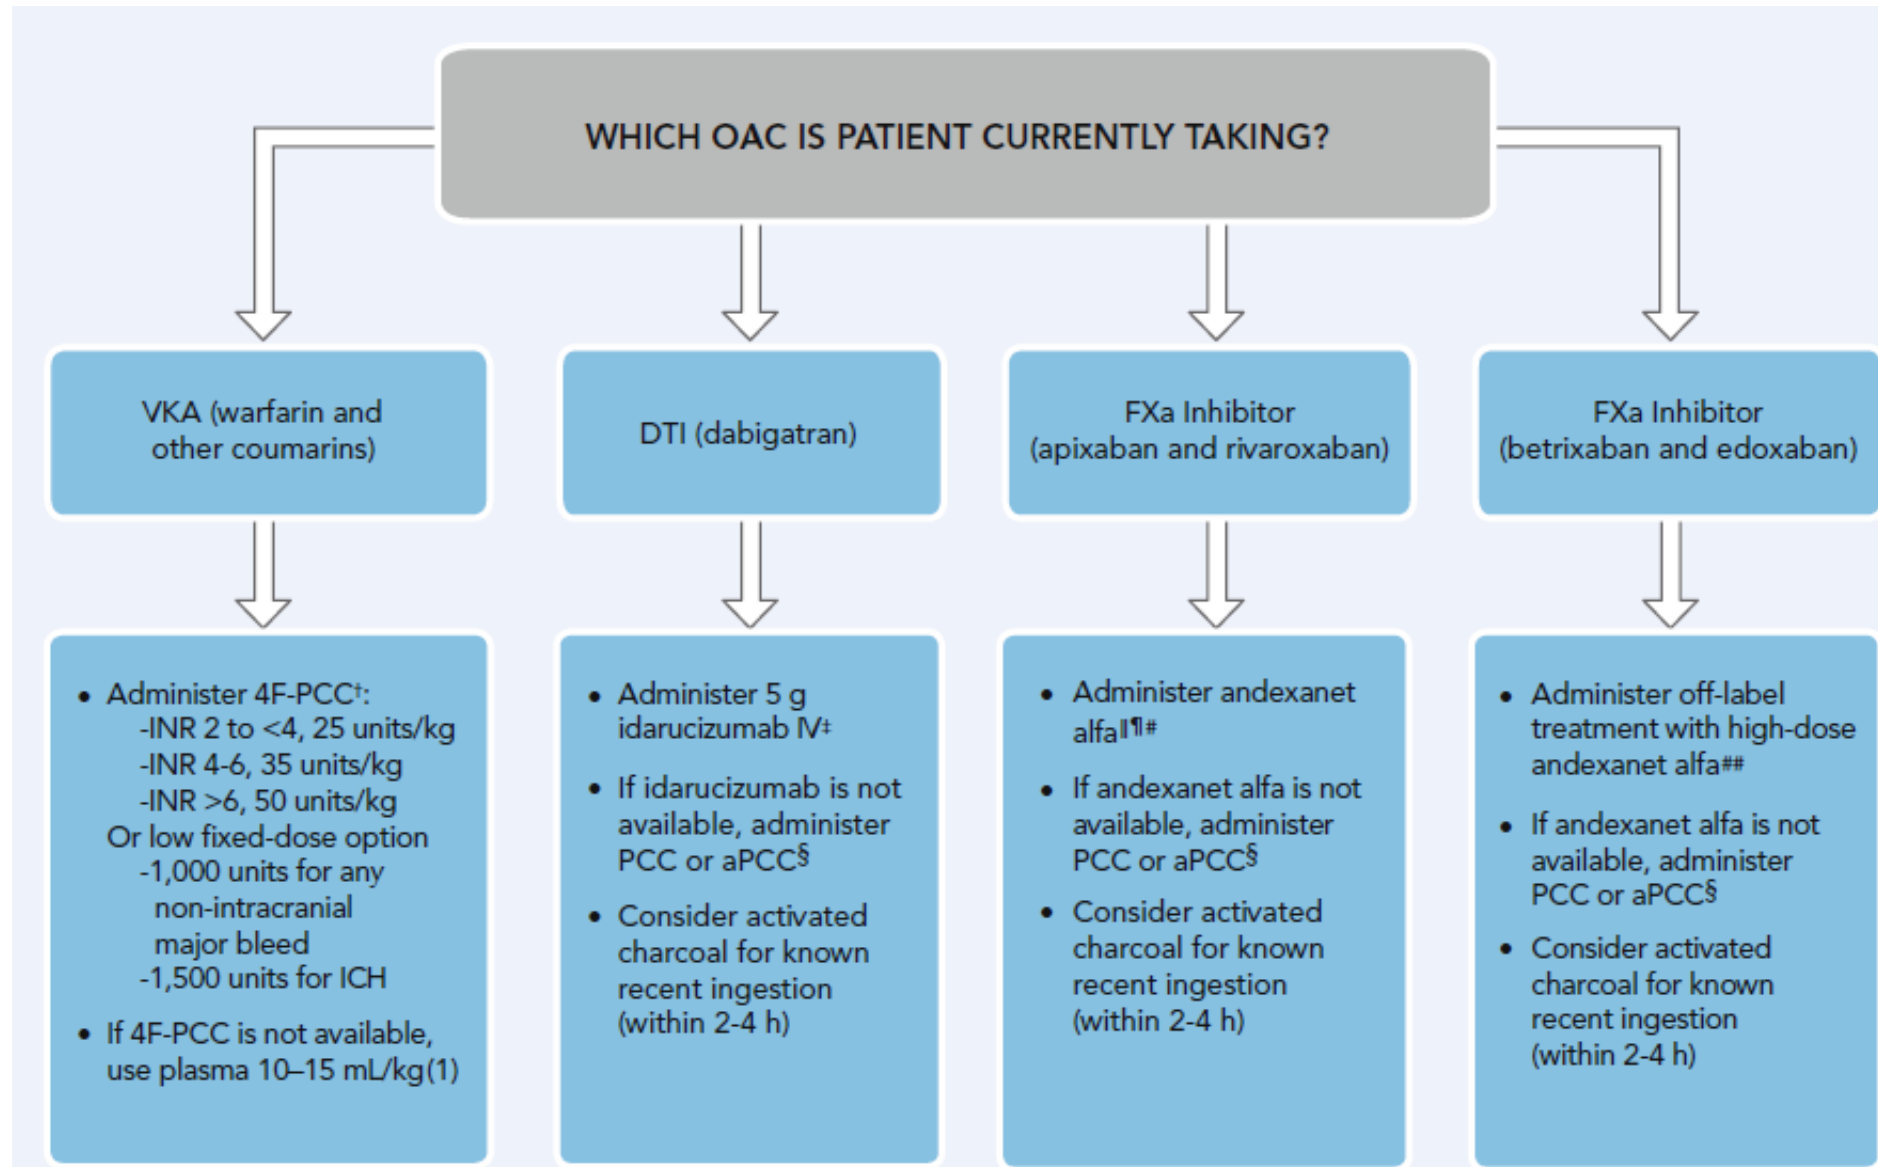 WHICH OAC IS PATIENT CURRENTLY TAKING?
VKA (warfarin and
other coumarins)
DTI (dabigatran)
FXa Inhibitor
(apixaban and rivaroxaban)
FXa Inhibitor
(betrixaban and edoxaban)
• Administer 4F-PCC†:
-INR 2 to <4, 25 units/kg
-INR 4-6, 35 units/kg
-INR >6, 50 units/kg
Or low fixed-dose option
-1,000 units for any
non-intracranial
major bleed
-1,500 units for ICH
• If 4F-PCC is not available,
use plasma 10–15 mL/kg(1)
• Administer 5 g
idarucizumab IV‡
• If idarucizumab is not
available, administer
PCC or aPCC§
• Consider activated
charcoal for known
recent ingestion
(within 2-4 h)
• Administer andexanet
alfa‖¶#
• If andexanet alfa is not
available, administer
PCC or aPCC§
• Consider activated
charcoal for known
recent ingestion
(within 2-4 h)
• Administer off-label
treatment with high-dose
andexanet alfa##
• If andexanet alfa is not
available, administer
PCC or aPCC§
• Consider activated
charcoal for known
recent ingestion
(within 2-4 h)